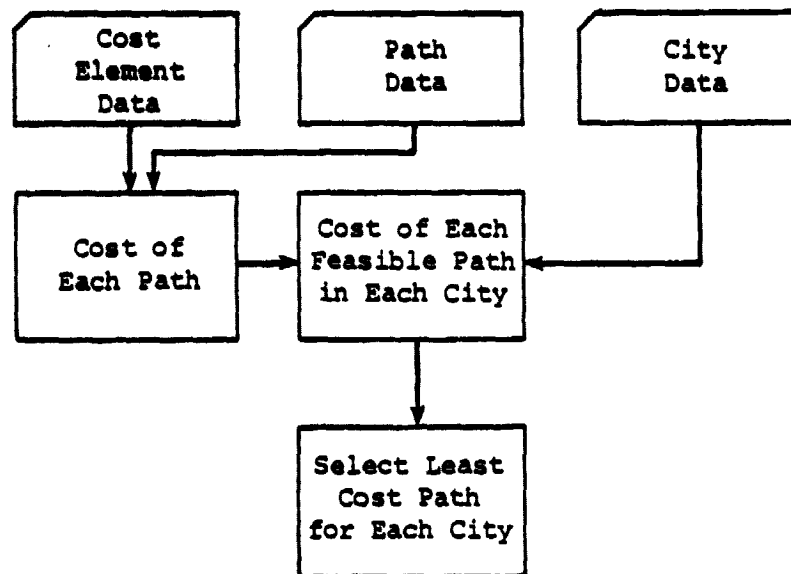 Cost
Element
Data
Path
Data
City
Data
Cost of
Each Path
Cost of Each
Feasible Path
in Each City
Select Least
Cost Path
for Each City